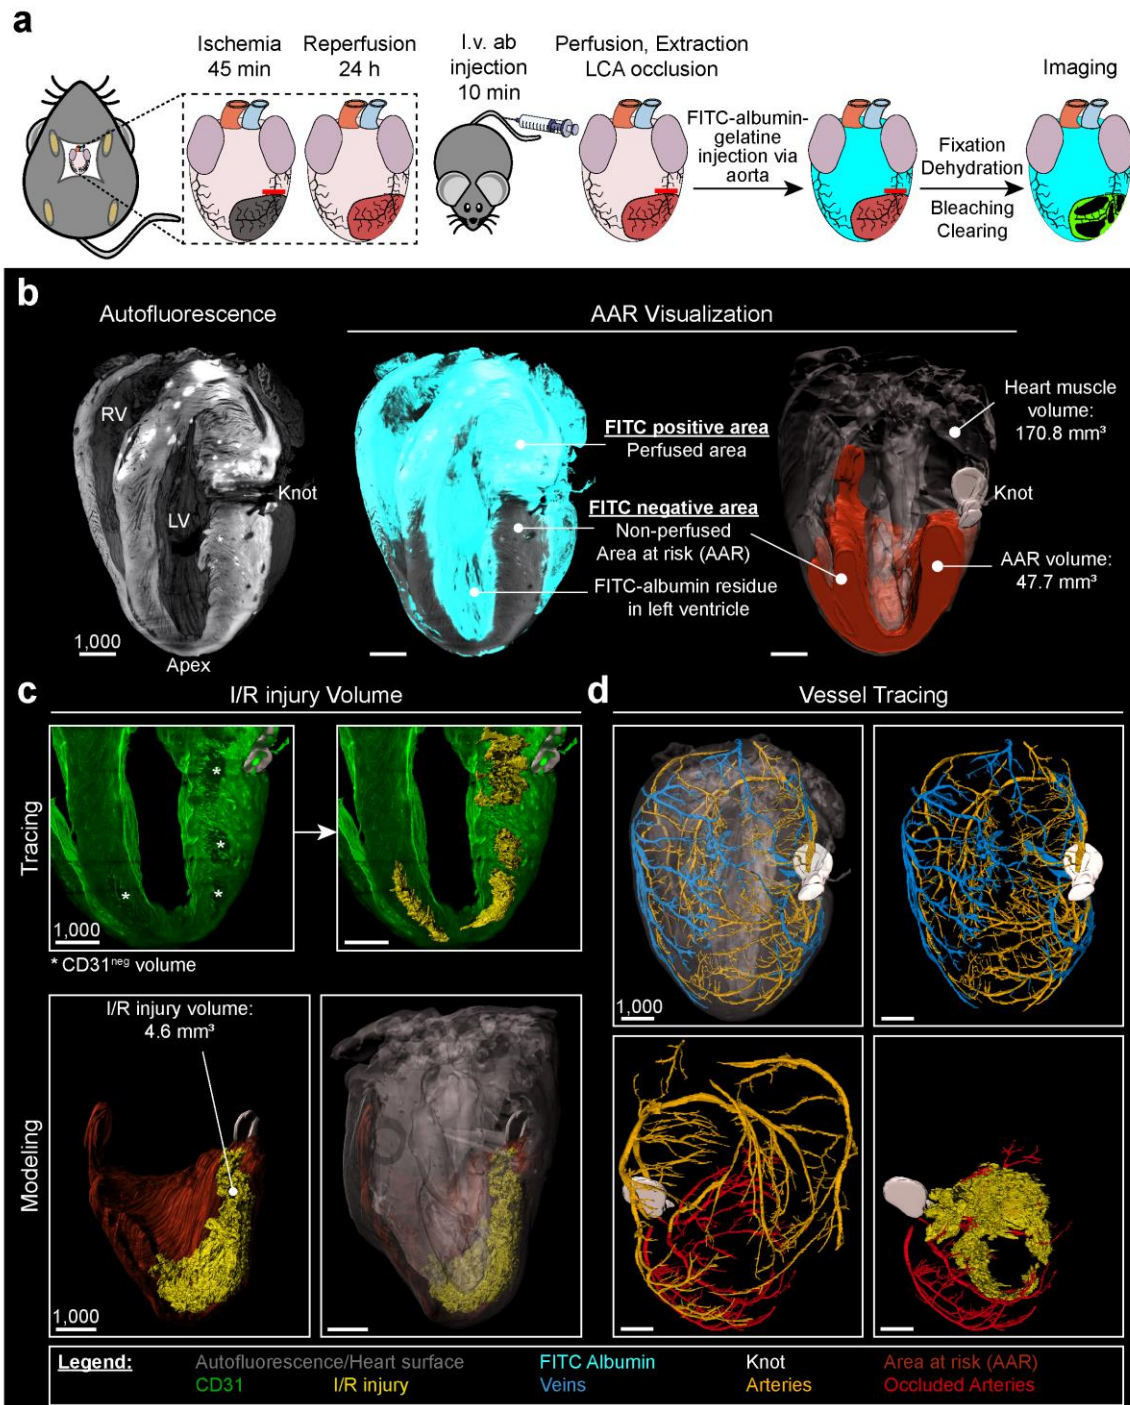 a
Ischemia
45 min
Reperfusion
24 h
I.v. ab
injection
10 min
Perfusion, Extraction
LCA occlusion
FITC-albumin-
gelatine
injection via
aorta
Fixation
Dehydration
Bleaching
Clearing
Imaging
b
Autofluorescence
AAR Visualization
RV
LV
Knot
1,000
Apex
FITC positive area
Perfused area
FITC negative area
Non-perfused
Area at risk (AAR)
FITC-albumin residue
in left ventricle
Heart muscle
volume:
170.8 mm³
Knot
AAR volume:
47.7 mm³
c
I/R injury Volume
Tracing
*
*
*
*
1,000
* CD31ⁿᵉᵍ volume
Modeling
I/R injury volume:
4.6 mm³
1,000
d
Vessel Tracing
1,000
Legend:
Autofluorescence/Heart surface
FITC Albumin
Knot
Area at risk (AAR)
CD31
I/R injury
Veins
Arteries
Occluded Arteries